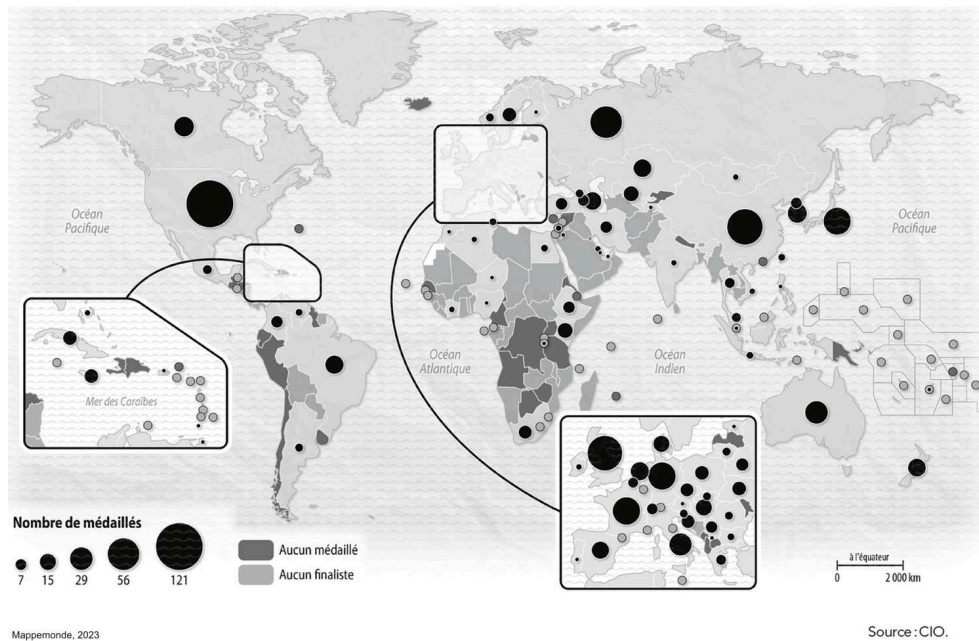 Océan
Pacifique
Océan
Pacifique
Océan
Atlantique
Océan
Indien
Mer des Caraïbes
Nombre de médaillés
7 15 29 56 121
Aucun médaillé
Aucun finaliste
à l'équateur
0 2 000 km
Mappemonde, 2023
Source : CIO.